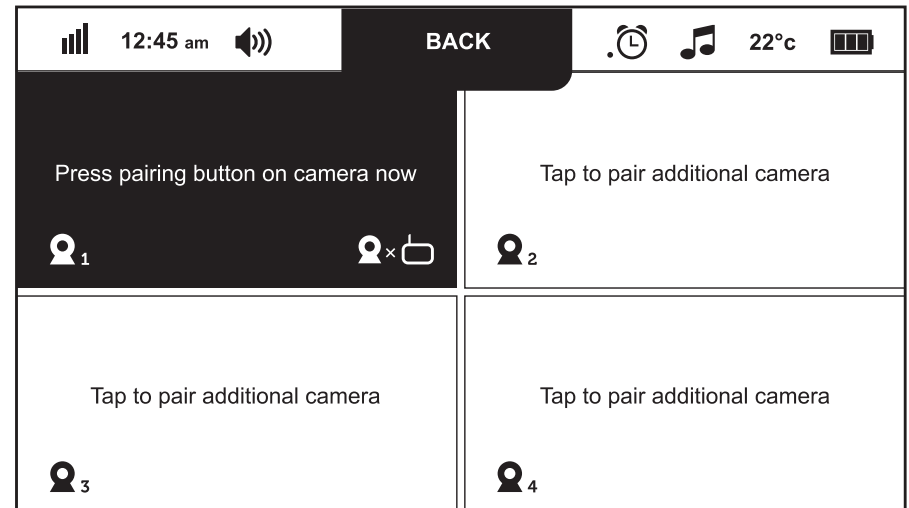 12:45 am BACK 22°c
Press pairing button on camera now
Tap to pair additional camera
1
2
Tap to pair additional camera
Tap to pair additional camera
3
4